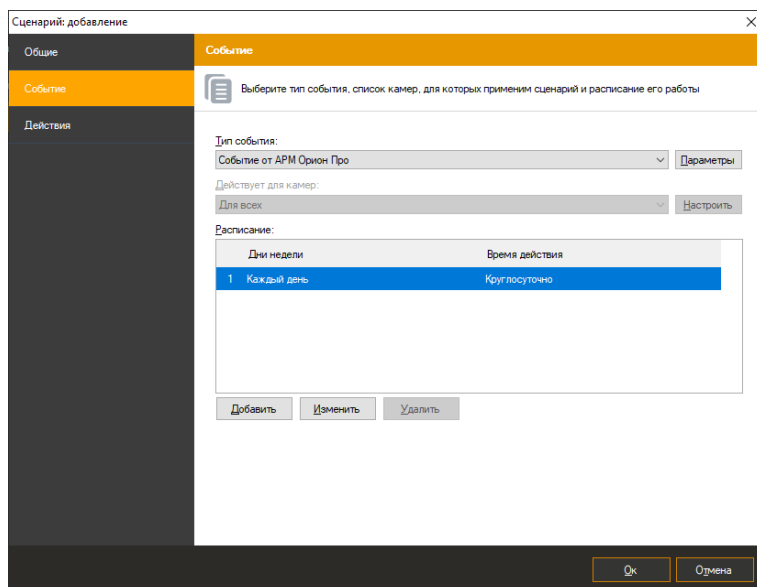 Сценарий: добавление
Общие
Событие
Действия
Событие
Выберите тип события, список камер, для которых применим сценарий и расписание его работы
Тип события:
Событие от АРМ Орион Про
Параметры
Действует для камер:
Для всех
Настроить
Расписание:
Дни недели Время действия
1 Каждый день Круглосуточно
Добавить Изменить Удалить
Ок Отмена